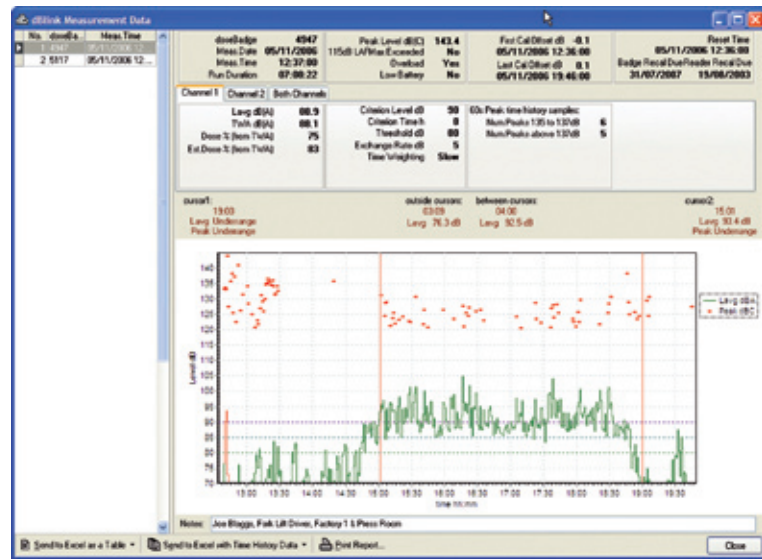 dBlink Measurement Data
No. doseBa... Meas.Time
1 4947 05/11/2006 12...
2 5117 05/11/2006 12:...
doseBadge 4947
Meas.Date 05/11/2006
Meas.Time 12:37:00
Run Duration 07:08:22
Peak Level dB(C) 143.4
115dB LAFMax Exceeded No
Overload Yes
Low Battery No
First Cal Offset dB -0.1
05/11/2006 12:36:00
Last Cal Offset dB 0.1
05/11/2006 19:46:00
Reset Time
05/11/2006 12:36:00
Badge Recal Due Reader Recal Due
31/07/2007 19/08/2003
Channel 1 Channel 2 Both Channels
Lavg dB(A) 88.9
TWA dB(A) 88.1
Dose % (from TWA) 75
Est.Dose % (from TWA) 83
Criterion Level dB 90
Criterion Time h 8
Threshold dB 80
Exchange Rate dB 5
Time Weighting Slow
60s Peak time history samples:
Num.Peaks 135 to 137dB 6
Num.Peaks above 137dB 5
cursor1:
19:00
Lavg Underrange
Peak Underrange
outside cursors:
03:09
Lavg 76.3 dB
between cursors:
04:00
Lavg 92.5 dB
cursor2:
15:01
Lavg 93.4 dB
Peak Underrange
Level dB
140
135
130
125
120
115
110
105
100
95
90
85
80
75
70
13:00 13:30 14:00 14:30 15:00 15:30 16:00 16:30 17:00 17:30 18:00 18:30 19:00 19:30
time hh:mm
Lavg dBA
Peak dBC
Notes: Joe Bloggs, Fork Lift Driver, Factory 1 & Press Room
Send to Excel as a Table
Send to Excel with Time History Data
Print Report...
Close